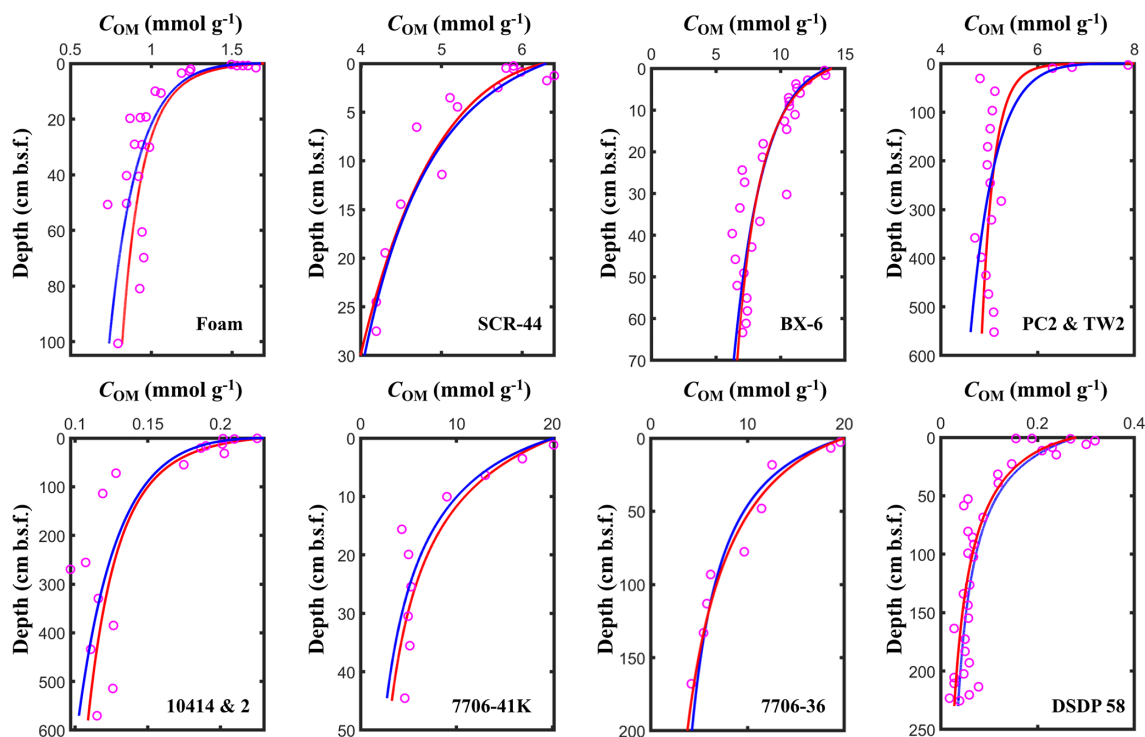 C_OM (mmol g⁻¹) C_OM (mmol g⁻¹) C_OM (mmol g⁻¹) C_OM (mmol g⁻¹)
0.5 1 1.5 4 5 6 0 5 10 15 4 6 8
Depth (cm b.s.f.)
0
20
40
60
80
100
Foam
Depth (cm b.s.f.)
0
5
10
15
20
25
30
SCR-44
Depth (cm b.s.f.)
0
10
20
30
40
50
60
70
BX-6
Depth (cm b.s.f.)
0
100
200
300
400
500
600
PC2 & TW2
C_OM (mmol g⁻¹) C_OM (mmol g⁻¹) C_OM (mmol g⁻¹) C_OM (mmol g⁻¹)
0.1 0.15 0.2 0 10 20 0 10 20 0 0.2 0.4
Depth (cm b.s.f.)
0
100
200
300
400
500
600
10414 & 2
Depth (cm b.s.f.)
0
10
20
30
40
50
7706-41K
Depth (cm b.s.f.)
0
50
100
150
200
7706-36
Depth (cm b.s.f.)
0
50
100
150
200
250
DSDP 58